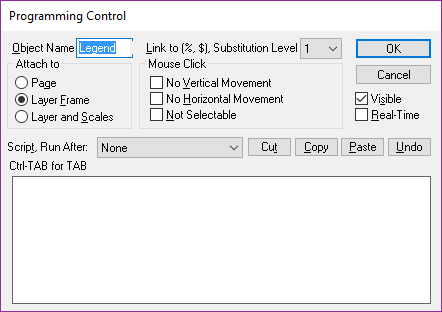 Programming Control
Object Name Legend Link to (%, $), Substitution Level 1 OK
Attach to Mouse Click Cancel
Page No Vertical Movement
Layer Frame No Horizontal Movement Visible
Layer and Scales Not Selectable Real-Time
Script, Run After: None Cut Copy Paste Undo
Ctrl-TAB for TAB